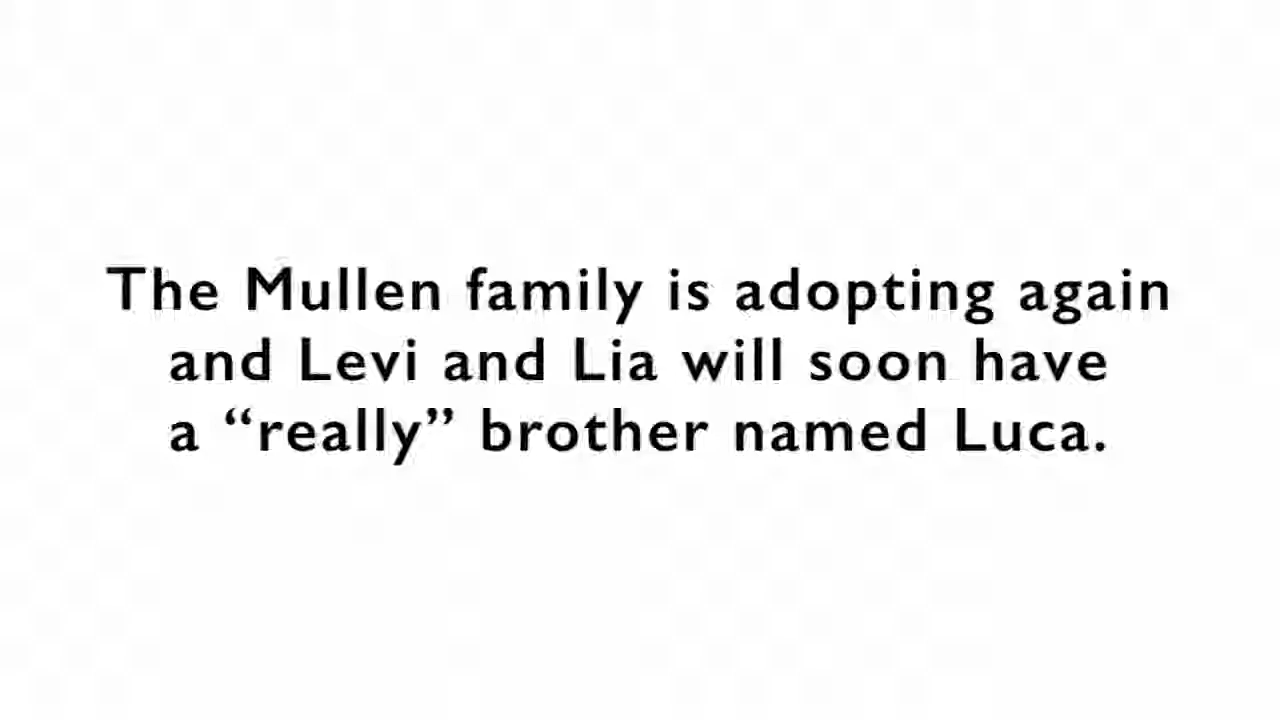 The Mullen family is adopting again
and Levi and Lia will soon have
a “really” brother named Luca.